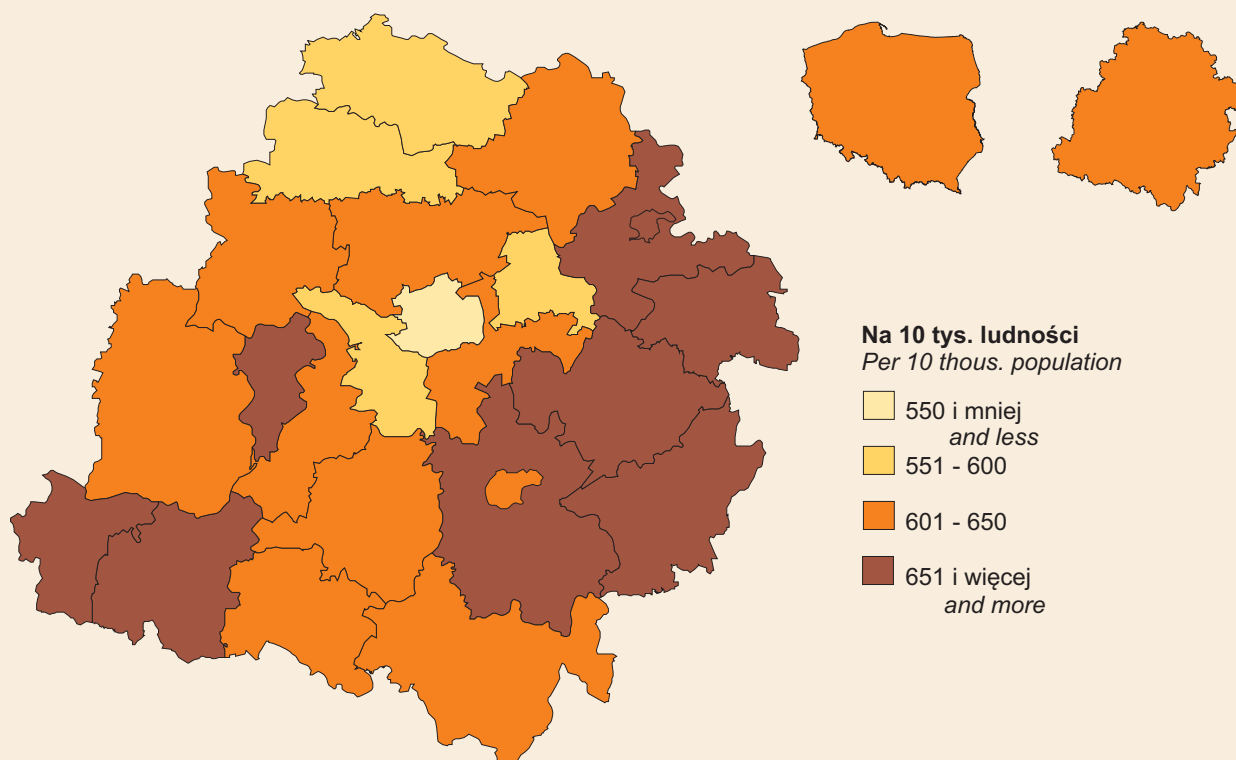 Na 10 tys. ludności
Per 10 thous. population
550 i mniej
and less
551 - 600
601 - 650
651 i więcej
and more